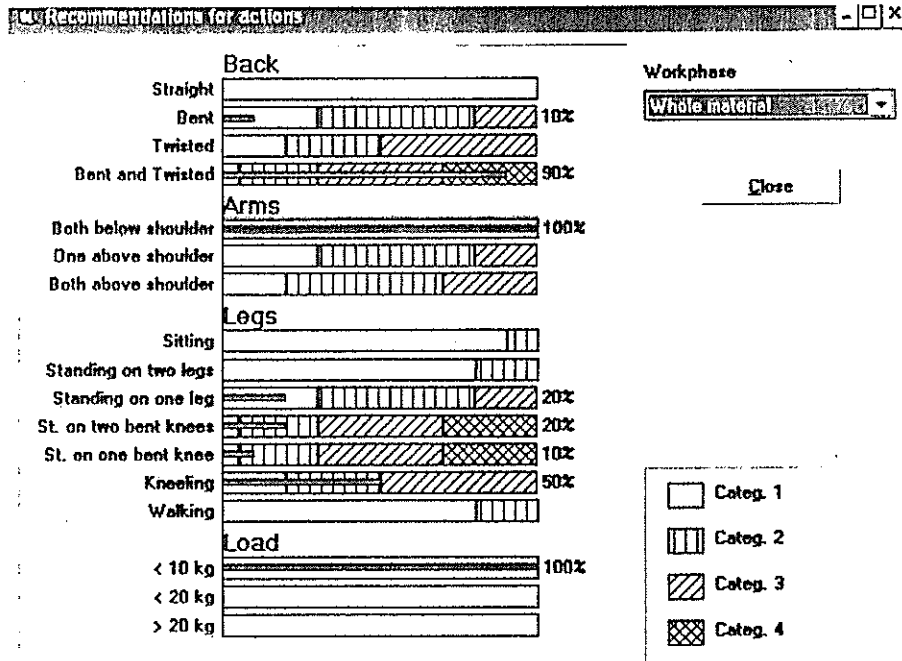 Recommendations for actions
Back
Straight
Bent 10%
Twisted
Bent and Twisted 90%
Arms
Both below shoulder 100%
One above shoulder
Both above shoulder
Legs
Sitting
Standing on two legs
Standing on one leg 20%
St. on two bent knees 20%
St. on one bent knee 10%
Kneeling 50%
Walking
Load
< 10 kg 100%
< 20 kg
> 20 kg
Workphase
Whole material
Close
Categ. 1
Categ. 2
Categ. 3
Categ. 4